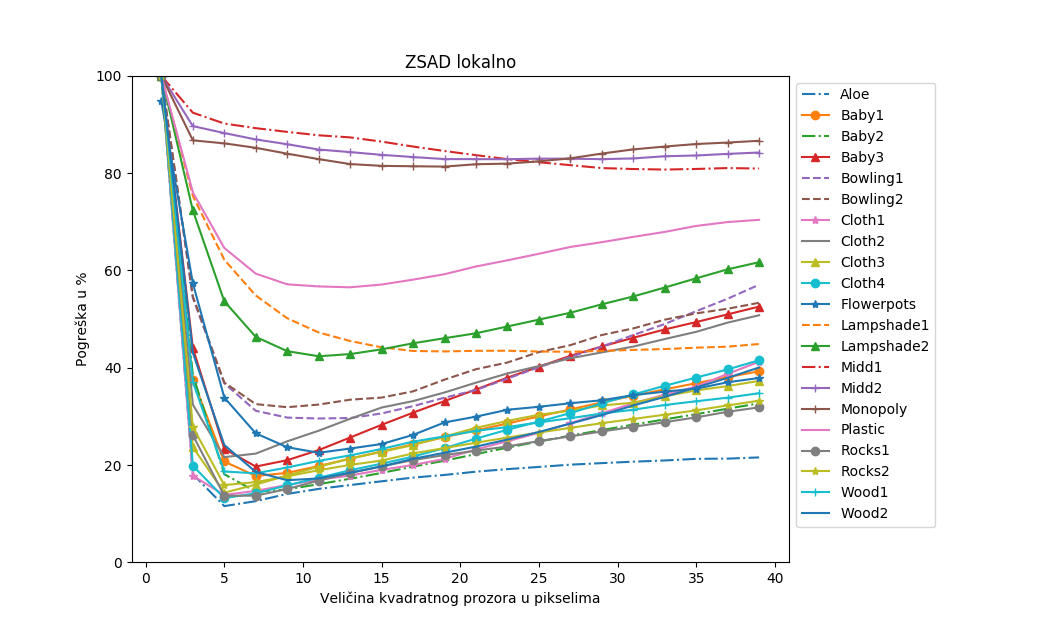 ZSAD lokalno
Pogreška u %
100
80
60
40
20
0
0 5 10 15 20 25 30 35 40
Veličina kvadratnog prozora u pikselima
Aloe
Baby1
Baby2
Baby3
Bowling1
Bowling2
Cloth1
Cloth2
Cloth3
Cloth4
Flowerpots
Lampshade1
Lampshade2
Midd1
Midd2
Monopoly
Plastic
Rocks1
Rocks2
Wood1
Wood2